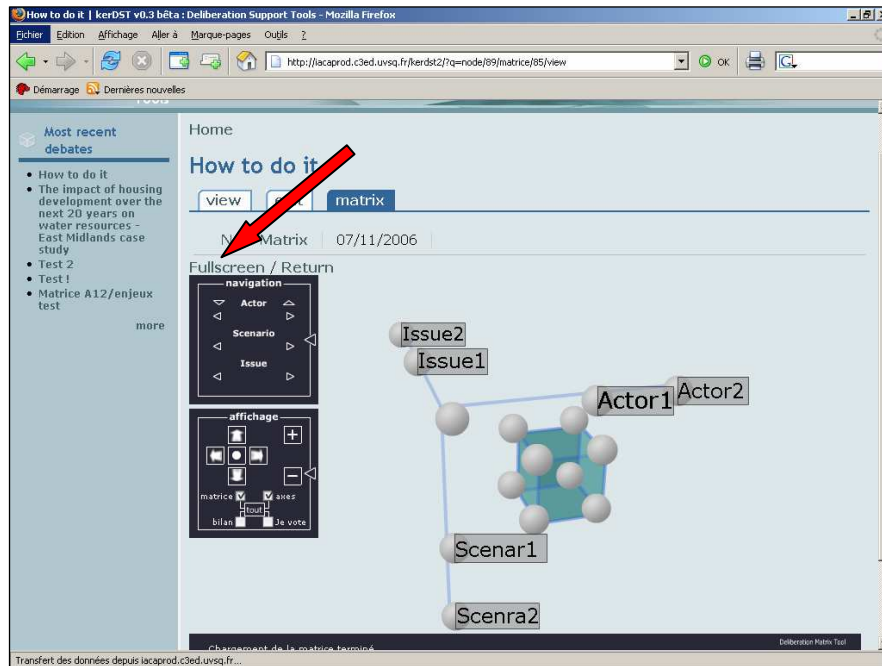 How to do it | kerDST v0.3 bêta : Deliberation Support Tools - Mozilla Firefox
Fichier Edition Affichage Aller à Marque-pages Outils ?
http://iacaprod.c3ed.uvsq.fr/kerdst2/?q=node/89/matrice/85/view OK G
Démarrage Dernières nouvelles
Tools
Most recent
debates
How to do it
The impact of housing
development over the
next 20 years on
water resources -
East Midlands case
study
Test 2
Test !
Matrice A12/enjeux
test
more
Home
How to do it
view matrix
Matrix 07/11/2006
Fullscreen / Return
navigation
Actor
Scenario
Issue
affichage
matrice axes
tout
bilan Je vote
Issue2
Issue1
Actor1 Actor2
Scenar1
Scenra2
Chargement de la matrice terminé
Deliberation Matrix Tool
Transfert des données depuis iacaprod.c3ed.uvsq.fr...